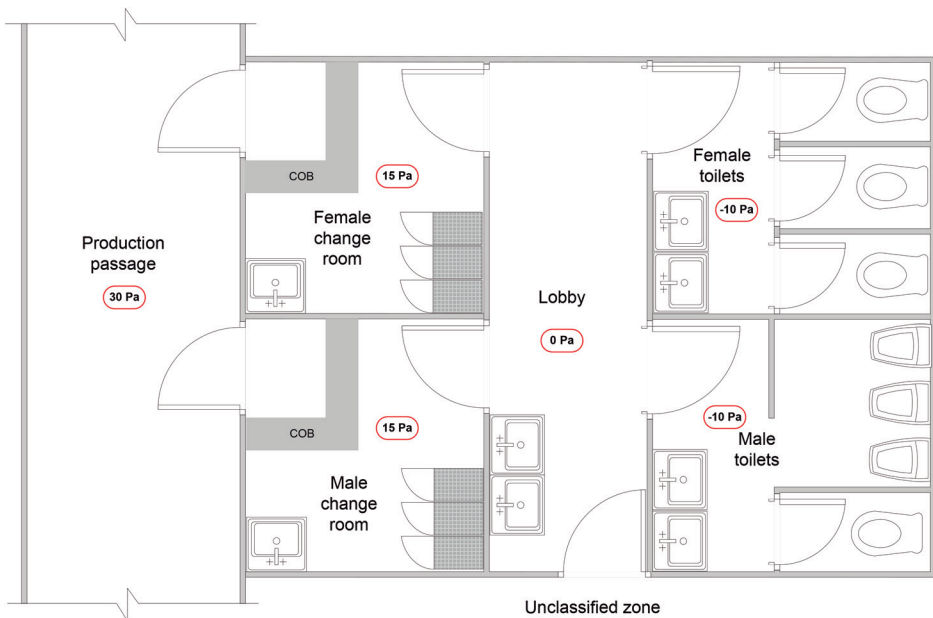 Production
passage
30 Pa
COB
15 Pa
Female
change
room
COB
15 Pa
Male
change
room
Lobby
0 Pa
Female
toilets
-10 Pa
-10 Pa
Male
toilets
Unclassified zone